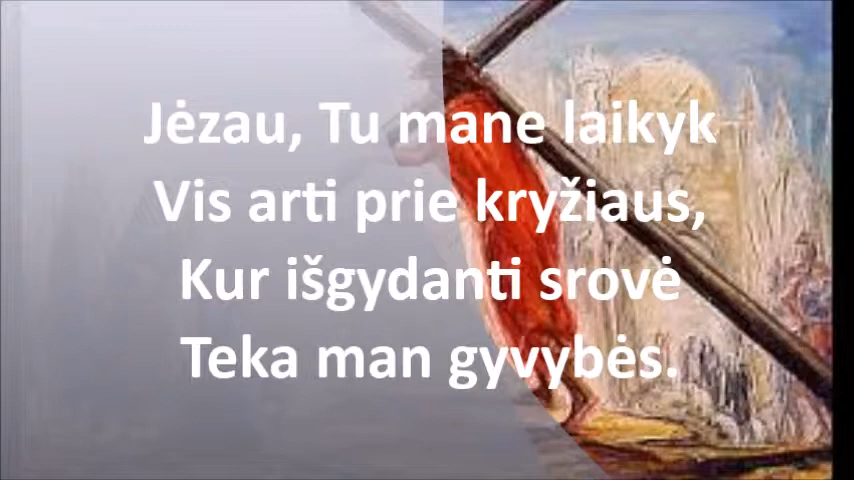 Jėzau, Tu mane laikyk
Vis arti prie kryžiaus,
Kur išgydanti srovė
Teka man gyvybės.